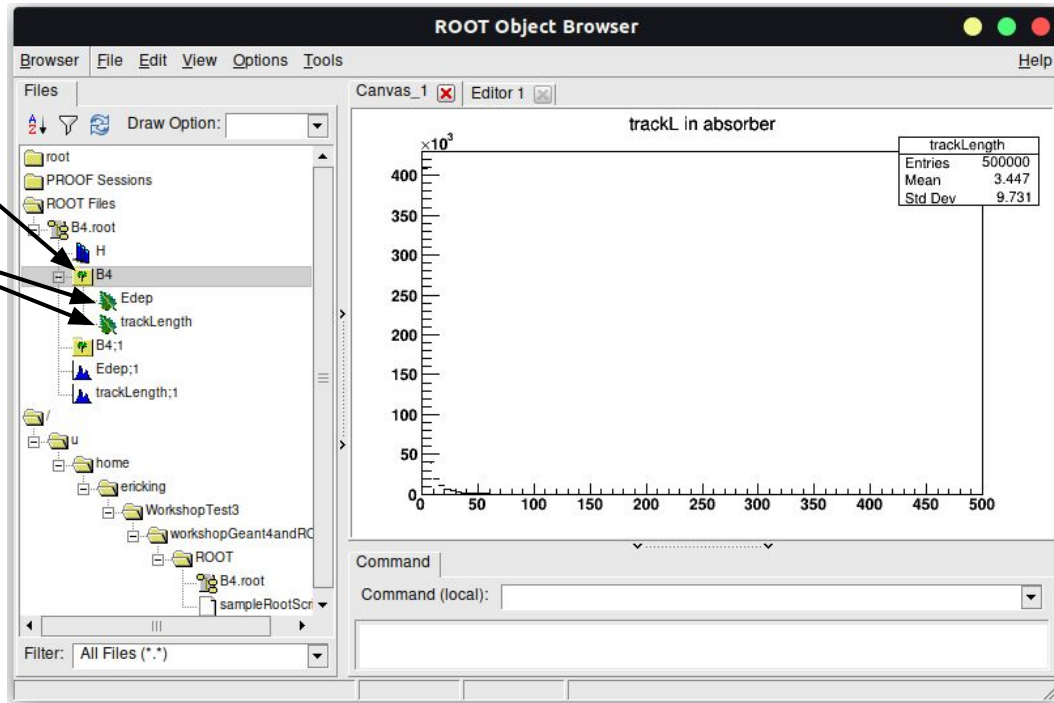 ROOT Object Browser
Browser File Edit View Options Tools Help
Files
Draw Option:
root
PROOF Sessions
ROOT Files
B4.root
H
B4
Edep
trackLength
B4;1
Edep;1
trackLength;1
/
u
home
ericking
WorkshopTest3
workshopGeant4andRC
ROOT
B4.root
sampleRootScri
Filter: All Files (*.*)
Canvas_1 Editor 1
trackL in absorber
×10³
trackLength
Entries 500000
Mean 3.447
Std Dev 9.731
400
350
300
250
200
150
100
50
0
0 50 100 150 200 250 300 350 400 450 500
Command
Command (local):